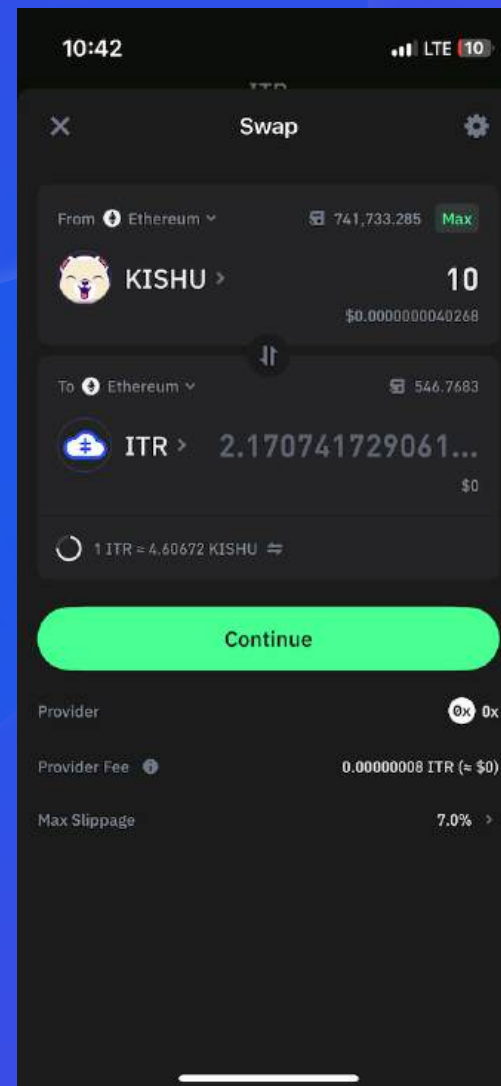 10:42 LTE 10
Swap
From Ethereum 741,733.285 Max
KISHU 10
$0.0000000040268
To Ethereum 546.7683
ITR 2.170741729061...
$0
1 ITR = 4.60672 KISHU
Continue
Provider 0x 0x
Provider Fee 0.00000008 ITR (≈ $0)
Max Slippage 7.0%